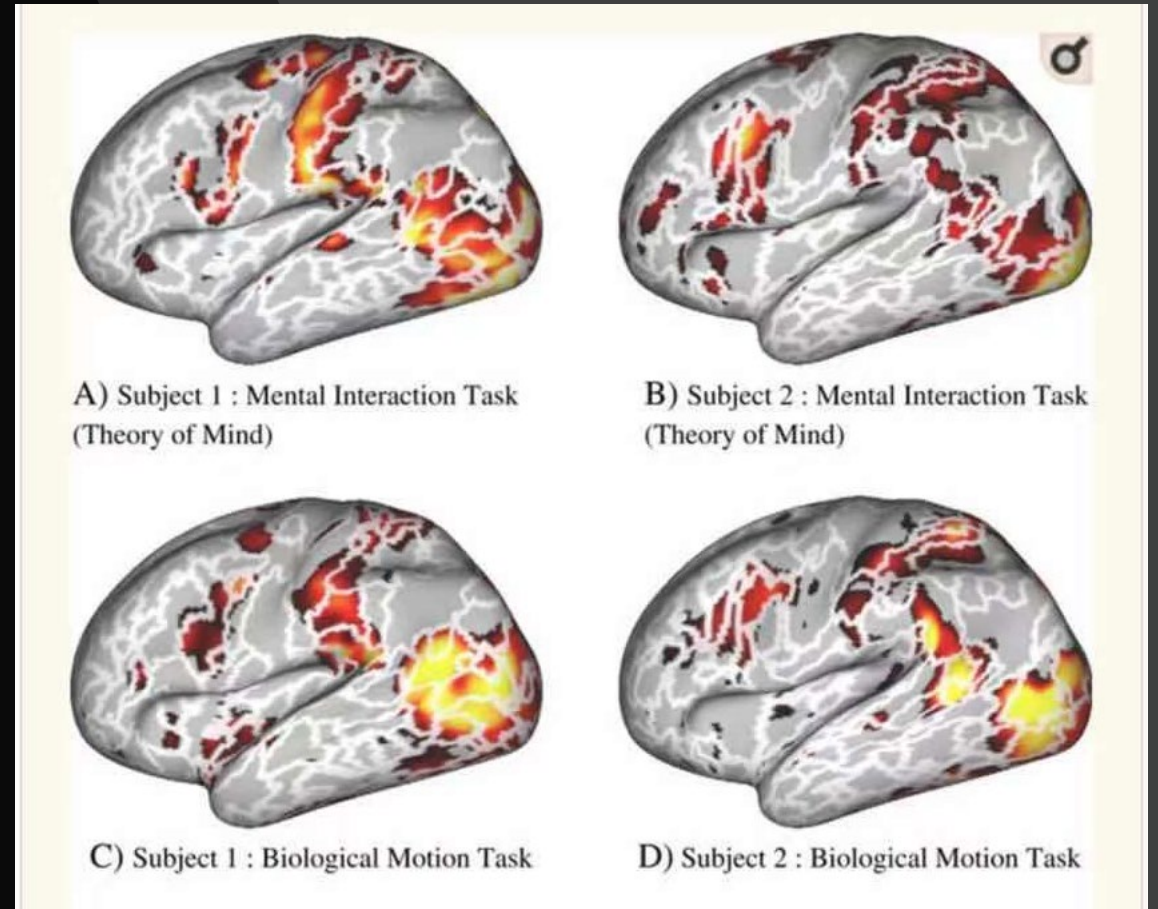 A) Subject 1 : Mental Interaction Task
(Theory of Mind)
B) Subject 2 : Mental Interaction Task
(Theory of Mind)
C) Subject 1 : Biological Motion Task
D) Subject 2 : Biological Motion Task